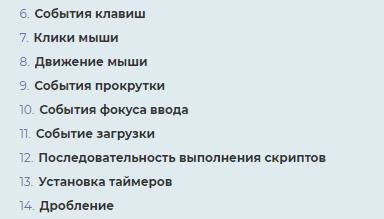 6. События клавиш
7. Клики мыши
8. Движение мыши
9. События прокрутки
10. События фокуса ввода
11. Событие загрузки
12. Последовательность выполнения скриптов
13. Установка таймеров
14. Дробление